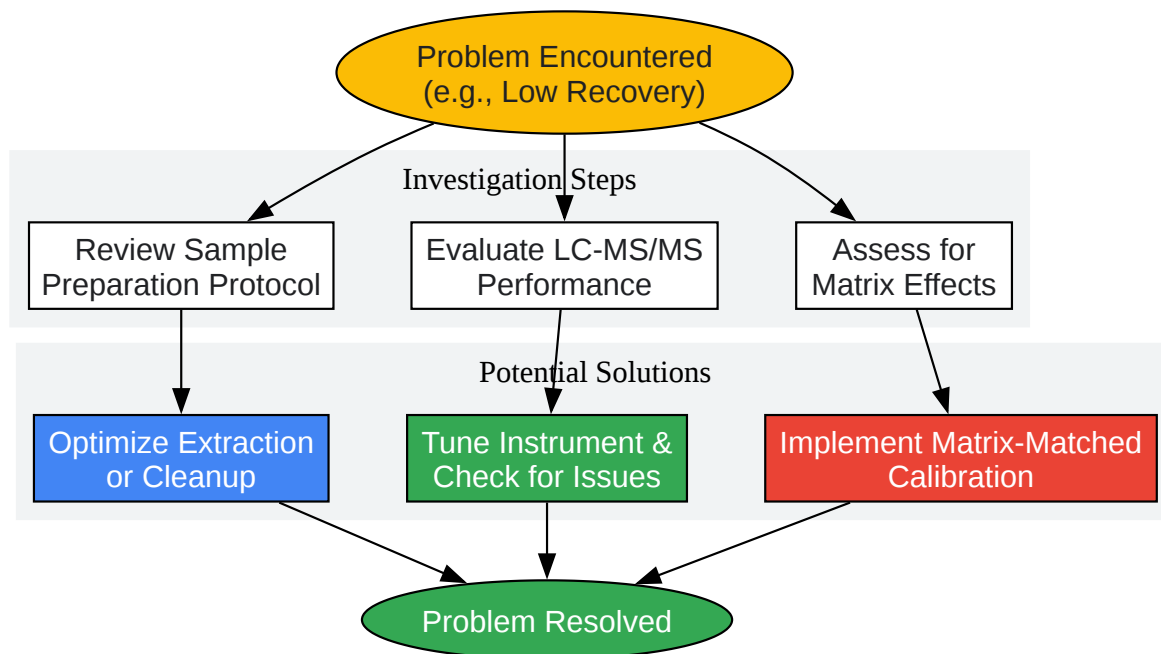 Problem Encountered
(e.g., Low Recovery)
Investigation Steps
Review Sample
Preparation Protocol
Evaluate LC-MS/MS
Performance
Assess for
Matrix Effects
Potential Solutions
Optimize Extraction
or Cleanup
Tune Instrument &
Check for Issues
Implement Matrix-Matched
Calibration
Problem Resolved